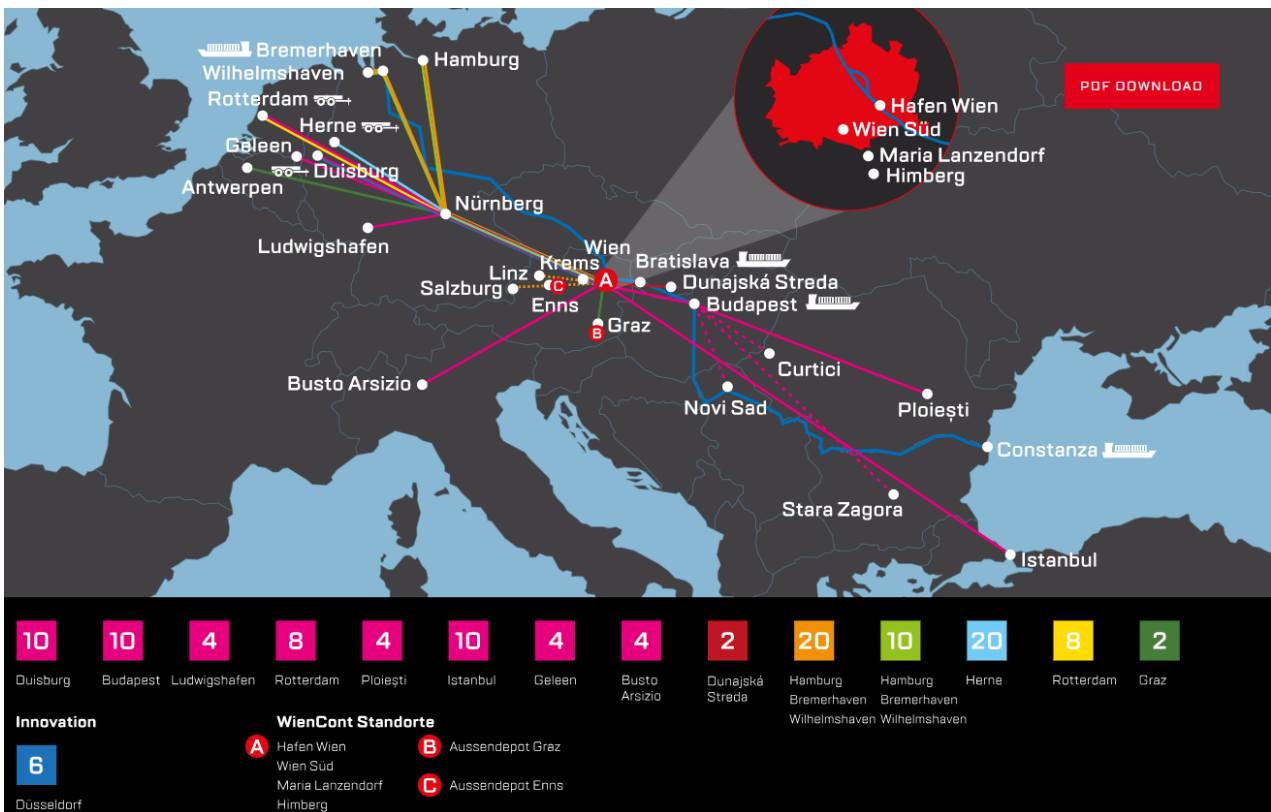 Bremerhaven
Wilhelmshaven
Rotterdam
Hamburg
Herne
Geleen
Duisburg
Antwerpen
Nürnberg
Ludwigshafen
PDF DOWNLOAD
Hafen Wien
Wien Süd
Maria Lanzendorf
Himberg
Wien
Krems
Linz
Salzburg
Enns
A
C
B
Graz
Bratislava
Dunajská Streda
Budapest
Busto Arsizio
Curtici
Novi Sad
Ploiești
Constanza
Stara Zagora
Istanbul
10 10 4 8 4 10 4 4 2 20 10 20 8 2
Duisburg
Budapest
Ludwigshafen
Rotterdam
Ploiești
Istanbul
Geleen
Busto
Arsizio
Dunajská
Streda
Hamburg
Bremerhaven
Wilhelmshaven
Hamburg
Bremerhaven
Wilhelmshaven
Herne
Rotterdam
Graz
Innovation
6
Düsseldorf
WienCont Standorte
A Hafen Wien
Wien Süd
Maria Lanzendorf
Himberg
B Aussendepot Graz
C Aussendepot Enns